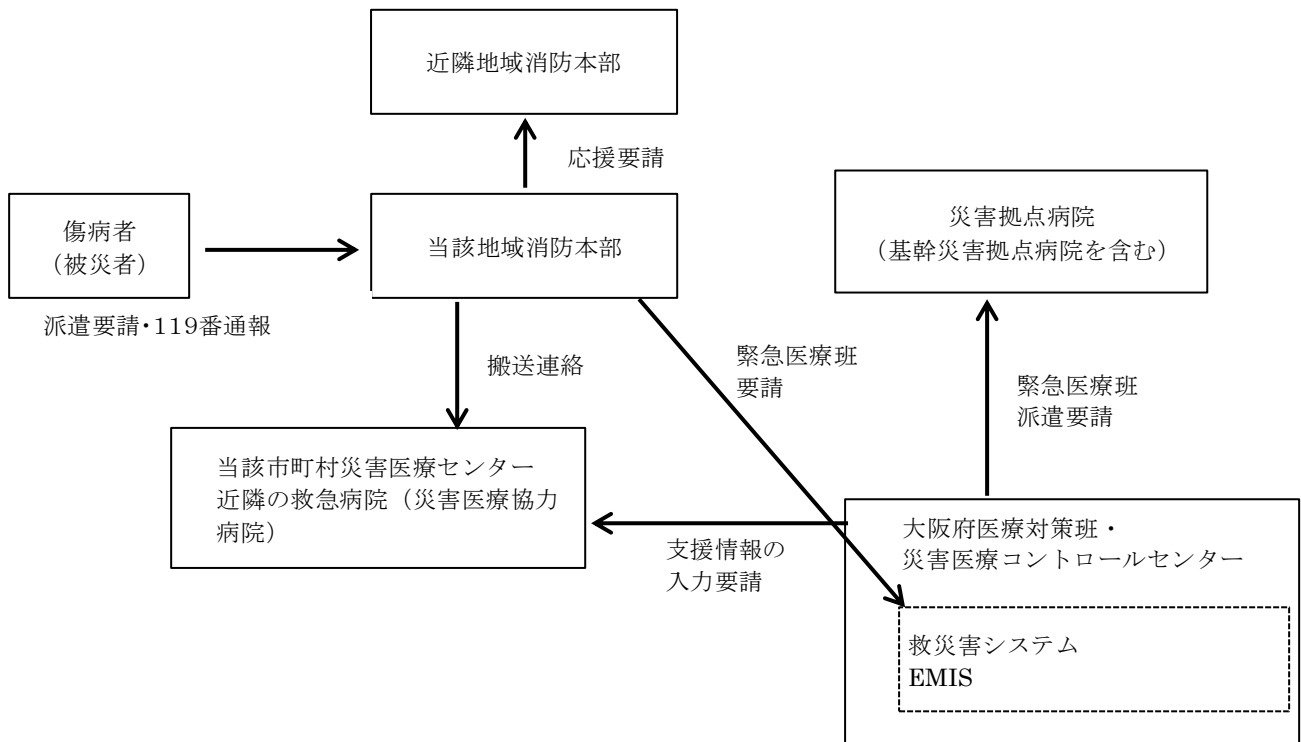 近隣地域消防本部
応援要請
傷病者
(被災者)
当該地域消防本部
災害拠点病院
(基幹災害拠点病院を含む)
派遣要請・119番通報
搬送連絡
緊急医療班
要請
緊急医療班
派遣要請
当該市町村災害医療センター
近隣の救急病院(災害医療協力
病院)
支援情報の
入力要請
大阪府医療対策班・
災害医療コントロールセンター
救災害システム
EMIS